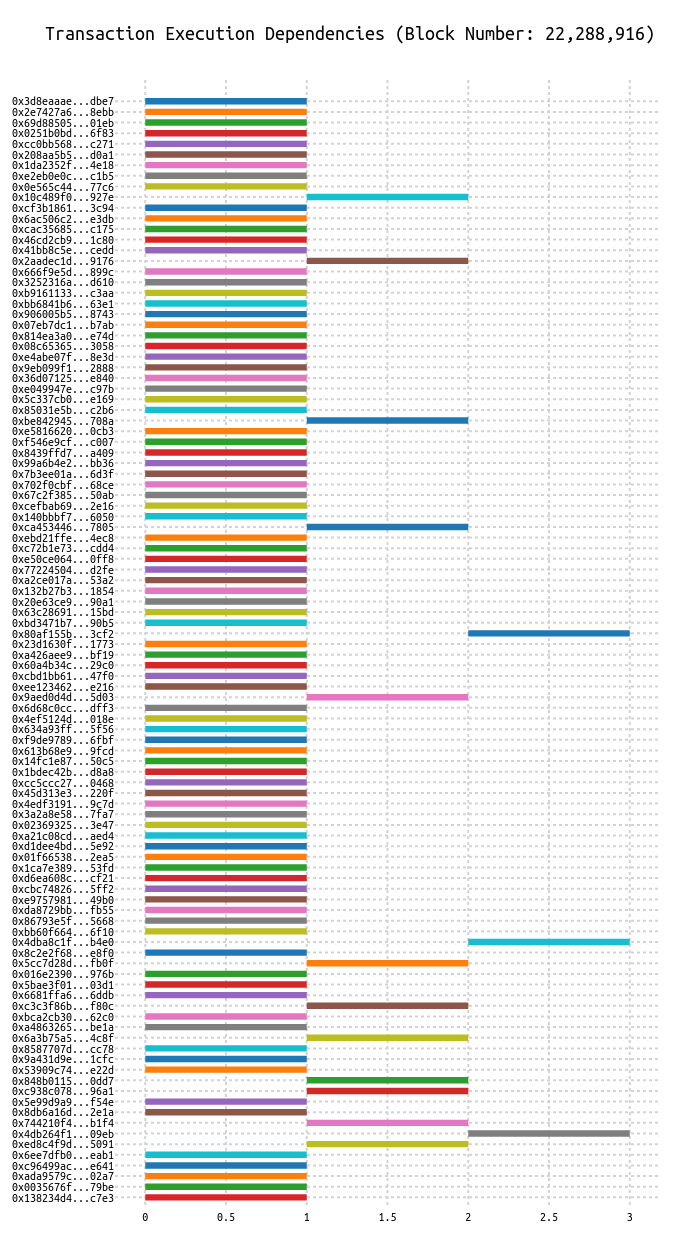 Transaction Execution Dependencies (Block Number: 22,288,916)
0x3d8eaaae...dbe7
0x2e7427a6...8ebb
0x69d88505...01eb
0x0251b0bd...6f83
0xcc0bb568...c271
0x208aa5b5...d0a1
0x1da2352f...4e18
0xe2eb0e0c...c1b5
0x0e565c44...77c6
0x10c489f0...927e
0xcf3b1861...3c94
0x6ac506c2...e3db
0xcac35685...c175
0x46cd2cb9...1c80
0x41bb8c5e...cedd
0x2aadec1d...9176
0x666f9e5d...899c
0x3252316a...d610
0xb9161133...c3aa
0xbb6841b6...63e1
0x906005b5...8743
0x07eb7dc1...b7ab
0x814ea3a0...e74d
0x08c65365...3058
0xe4abe07f...8e3d
0x9eb099f1...2888
0x36d07125...e840
0xe049947e...c97b
0x5c337cb0...e169
0x85031e5b...c2b6
0xbe842945...708a
0xe5816620...0cb3
0xf546e9cf...c007
0x8439ffd7...a409
0x99a6b4e2...bb36
0x7b3ee01a...6d3f
0x702f0cbf...68ce
0x67c2f385...50ab
0xcefbab69...2e16
0x140bbbf7...6050
0xca453446...7805
0xebd21ffe...4ec8
0xc72b1e73...cdd4
0xe50ce064...0ff8
0x77224504...d2fe
0xa2ce017a...53a2
0x132b27b3...1854
0x20e63ce9...90a1
0x63c28691...15bd
0xbd3471b7...90b5
0x80af155b...3cf2
0x23d1630f...1773
0xa426aee9...bf19
0x60a4b34c...29c0
0xcbd1bb61...47f0
0xee123462...e216
0x9aed0d4d...5d03
0x6d68c0cc...dff3
0x4ef5124d...018e
0x634a93ff...5f56
0xf9de9789...6fbf
0x613b68e9...9fcd
0x14fc1e87...50c5
0x1bdec42b...d8a8
0xcc5ccc27...0468
0x45d313e3...220f
0x4edf3191...9c7d
0x3a2a8e58...7fa7
0x02369325...3e47
0xa21c08cd...aed4
0xd1dee4bd...5e92
0x01f66538...2ea5
0x1ca7e389...53fd
0xd6ea608c...cf21
0xcbc74826...5ff2
0xe9757981...49b0
0xda8729bb...fb55
0x86793e5f...5668
0xbb60f664...6f10
0x4dba8c1f...b4e0
0x8c2e2f68...e8f0
0x5cc7d28d...fb0f
0x016e2390...976b
0x5bae3f01...03d1
0x6681ffa6...6ddb
0xc3c3f86b...f80c
0xbca2cb30...62c0
0xa4863265...be1a
0x6a3b75a5...4c8f
0x8587707d...cc78
0x9a431d9e...1cfc
0x53909c74...e22d
0x848b0115...0dd7
0xc938c078...96a1
0x5e99d9a9...f54e
0x8db6a16d...2e1a
0x744210f4...b1f4
0x4db264f1...09eb
0xed8c4f9d...5091
0x6ee7dfb0...eab1
0xc96499ac...e641
0xada9579c...02a7
0x0035676f...79be
0x138234d4...c7e3
0 0.5 1 1.5 2 2.5 3